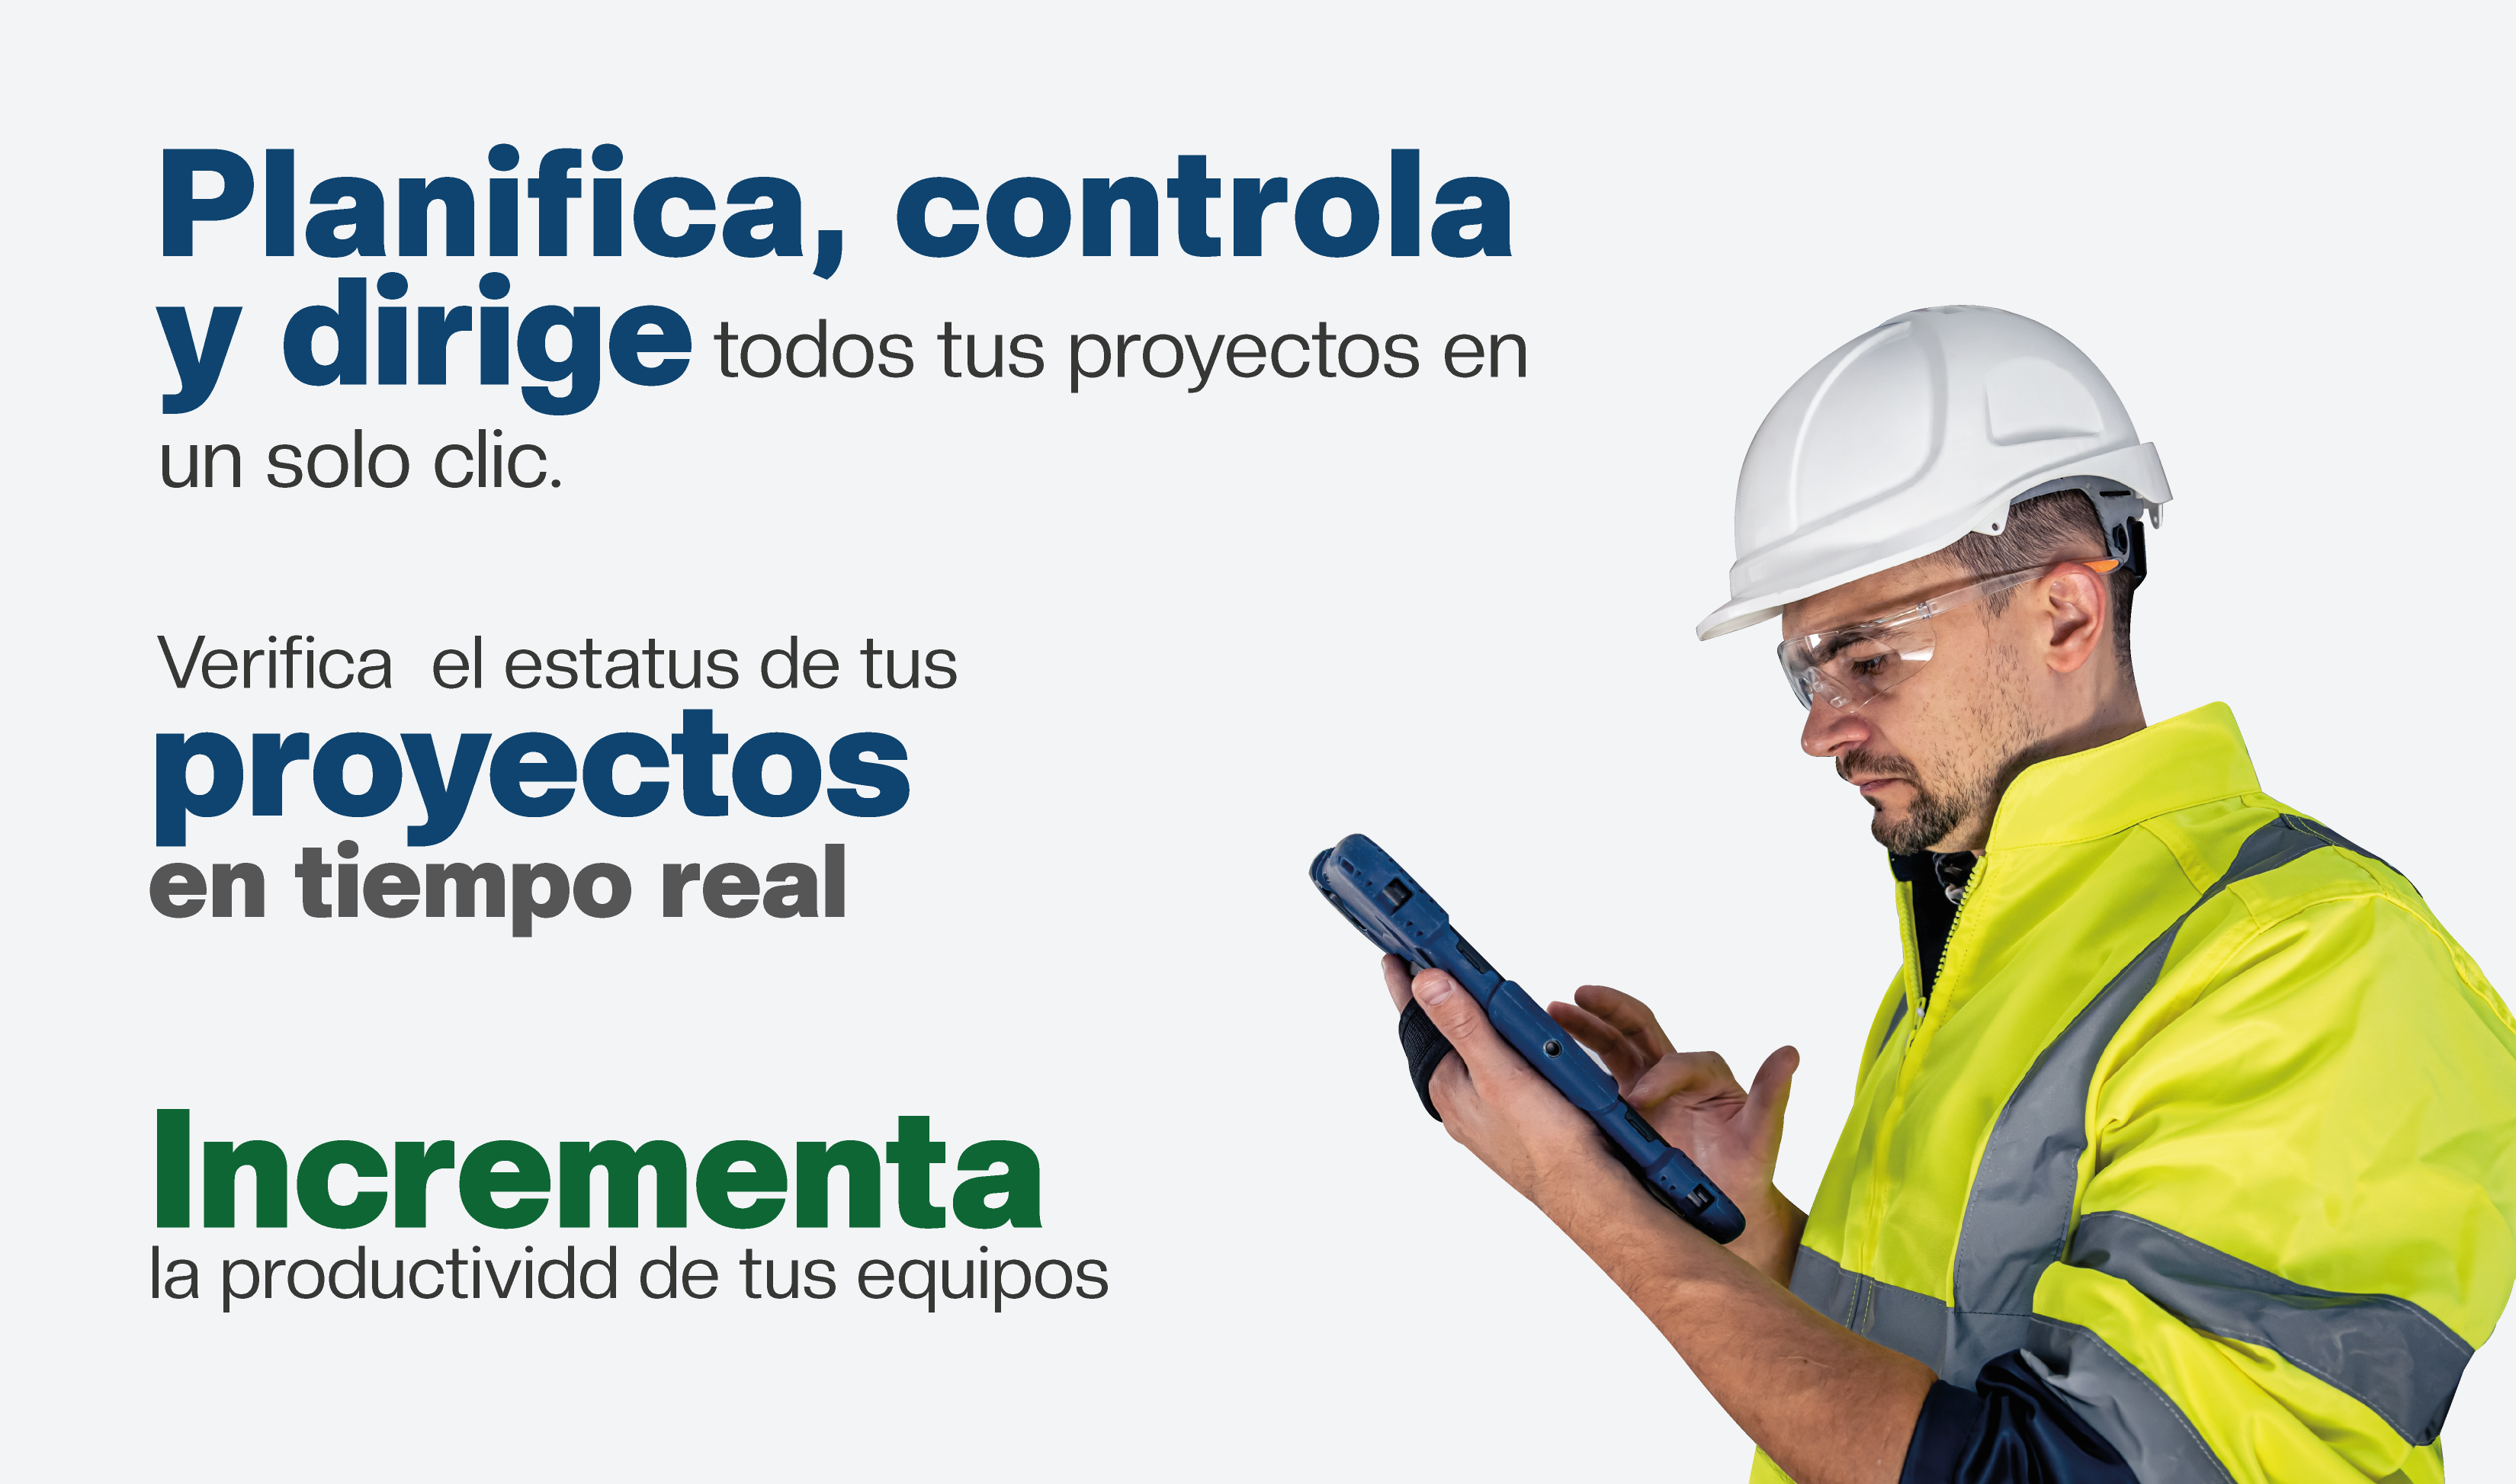 Planifica, controla
y dirige todos tus proyectos en
un solo clic.
Verifica  el estatus de tus
proyectos
en tiempo real
Incrementa
la productividd de tus equipos